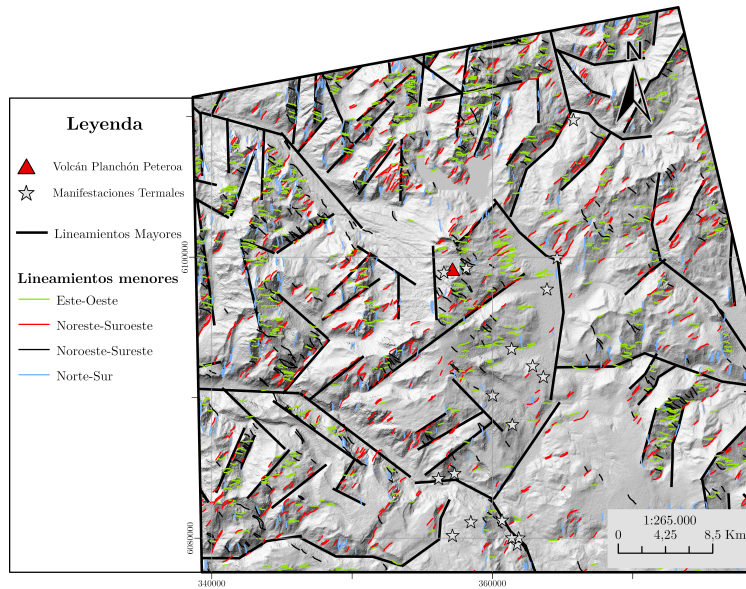 N
Leyenda
Volcán Planchón Peteroa
Manifestaciones Termales
Lineamientos Mayores
Lineamientos menores
Este-Oeste
Noreste-Suroeste
Noroeste-Sureste
Norte-Sur
6100000
6080000
340000
360000
1:265.000
0 4,25 8,5 Km